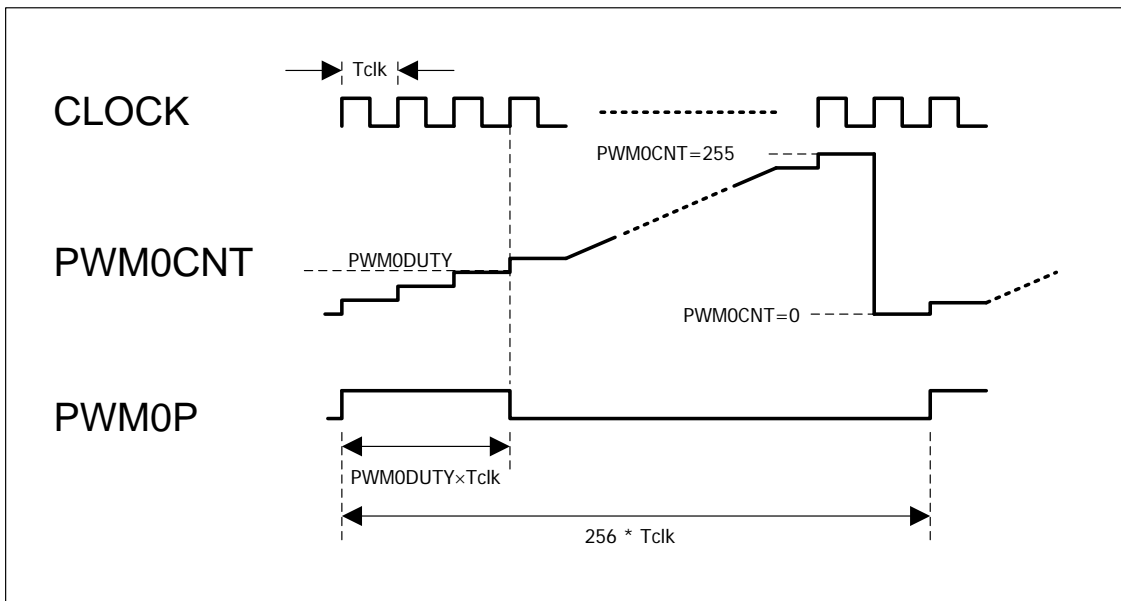 Tclk
CLOCK
PWM0CNT=255
PWM0CNT
PWM0DUTY
PWM0CNT=0
PWM0P
PWM0DUTY×Tclk
256 * Tclk